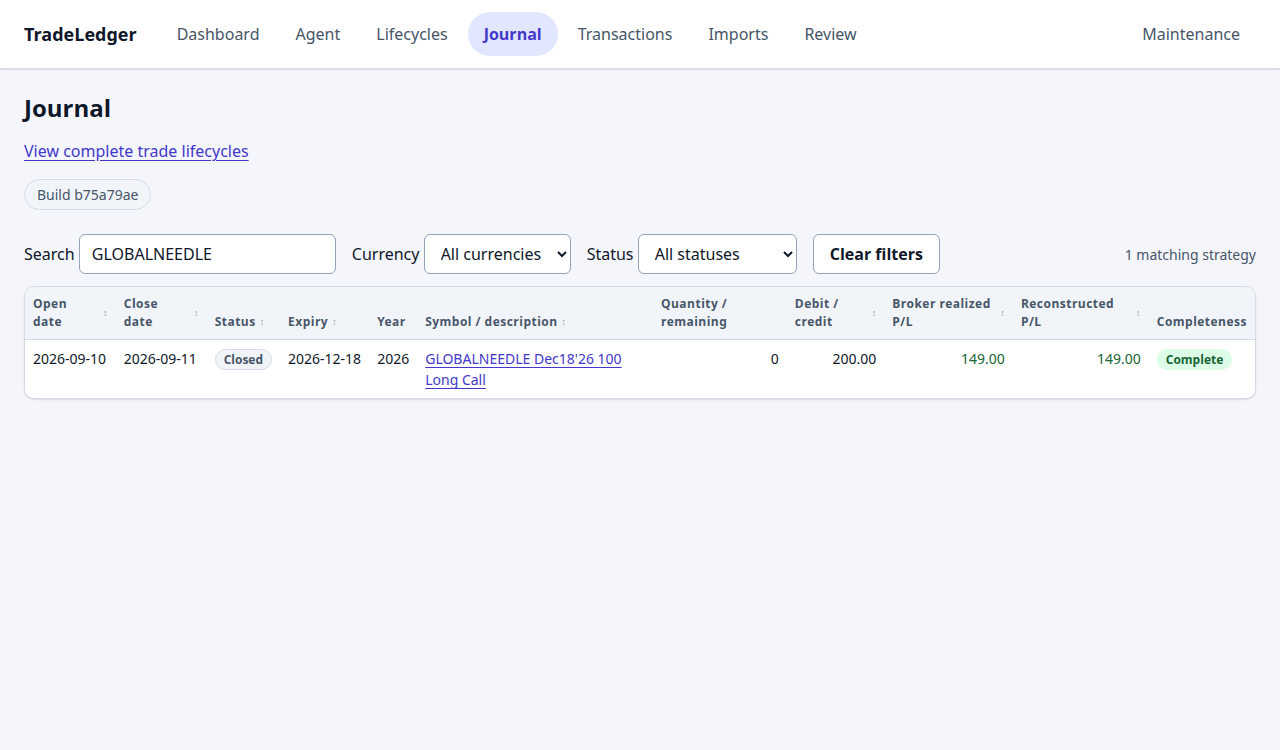 TradeLedger Dashboard Agent Lifecycles Journal Transactions Imports Review Maintenance
Journal
View complete trade lifecycles
Build b75a79ae
Search GLOBALNEEDLE Currency All currencies Status All statuses Clear filters 1 matching strategy
Open date ↕ Close date ↕ Status ↕ Expiry ↕ Year Symbol / description ↕ Quantity / remaining Debit / credit ↕ Broker realized P/L ↕ Reconstructed P/L ↕ Completeness
2026-09-10 2026-09-11 Closed 2026-12-18 2026 GLOBALNEEDLE Dec18'26 100 0 200.00 149.00 149.00 Complete
Long Call